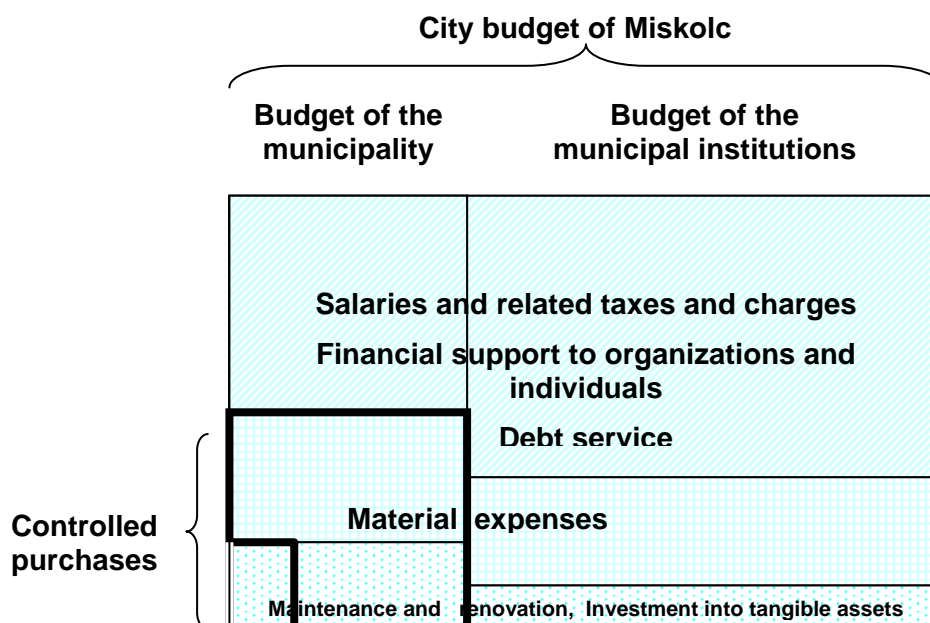 City budget of Miskolc
Budget of the
municipality
Budget of the
municipal institutions
Salaries and related taxes and charges
Financial support to organizations and
individuals
Debt service
Controlled
purchases
Material expenses
Maintenance and renovation, Investment into tangible assets